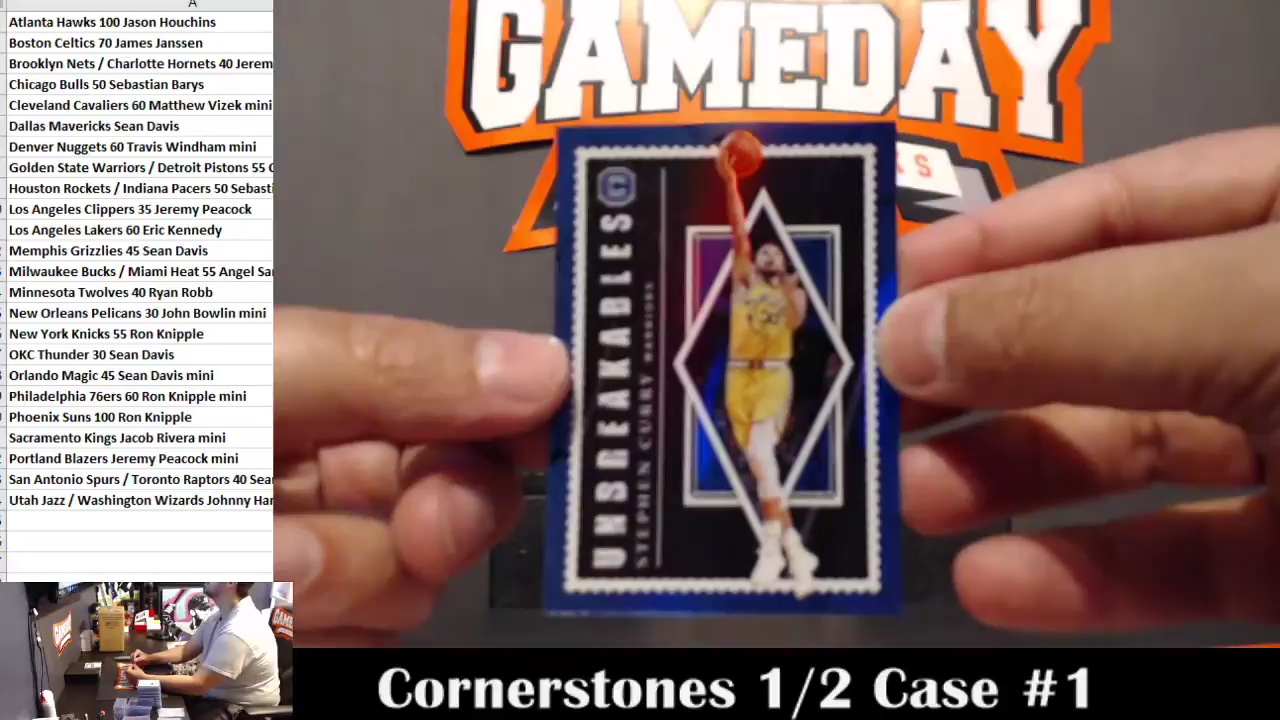 A
Atlanta Hawks 100 Jason Houchins
Boston Celtics 70 James Janssen
Brooklyn Nets / Charlotte Hornets 40 Jerem
Chicago Bulls 50 Sebastian Barys
Cleveland Cavaliers 60 Matthew Vizek mini
Dallas Mavericks Sean Davis
Denver Nuggets 60 Travis Windham mini
Golden State Warriors / Detroit Pistons 55 C
Houston Rockets / Indiana Pacers 50 Sebasti
Los Angeles Clippers 35 Jeremy Peacock
Los Angeles Lakers 60 Eric Kennedy
Memphis Grizzlies 45 Sean Davis
Milwaukee Bucks / Miami Heat 55 Angel San
Minnesota Twolves 40 Ryan Robb
New Orleans Pelicans 30 John Bowlin mini
New York Knicks 55 Ron Knipple
OKC Thunder 30 Sean Davis
Orlando Magic 45 Sean Davis mini
Philadelphia 76ers 60 Ron Knipple mini
Phoenix Suns 100 Ron Knipple
Sacramento Kings Jacob Rivera mini
Portland Blazers Jeremy Peacock mini
San Antonio Spurs / Toronto Raptors 40 Sean
Utah Jazz / Washington Wizards Johnny Har
GAMEDAY
C
UNBREAKABLES
STEPHEN CURRY WARRIORS
GAMEDAY
Cornerstones 1/2 Case #1